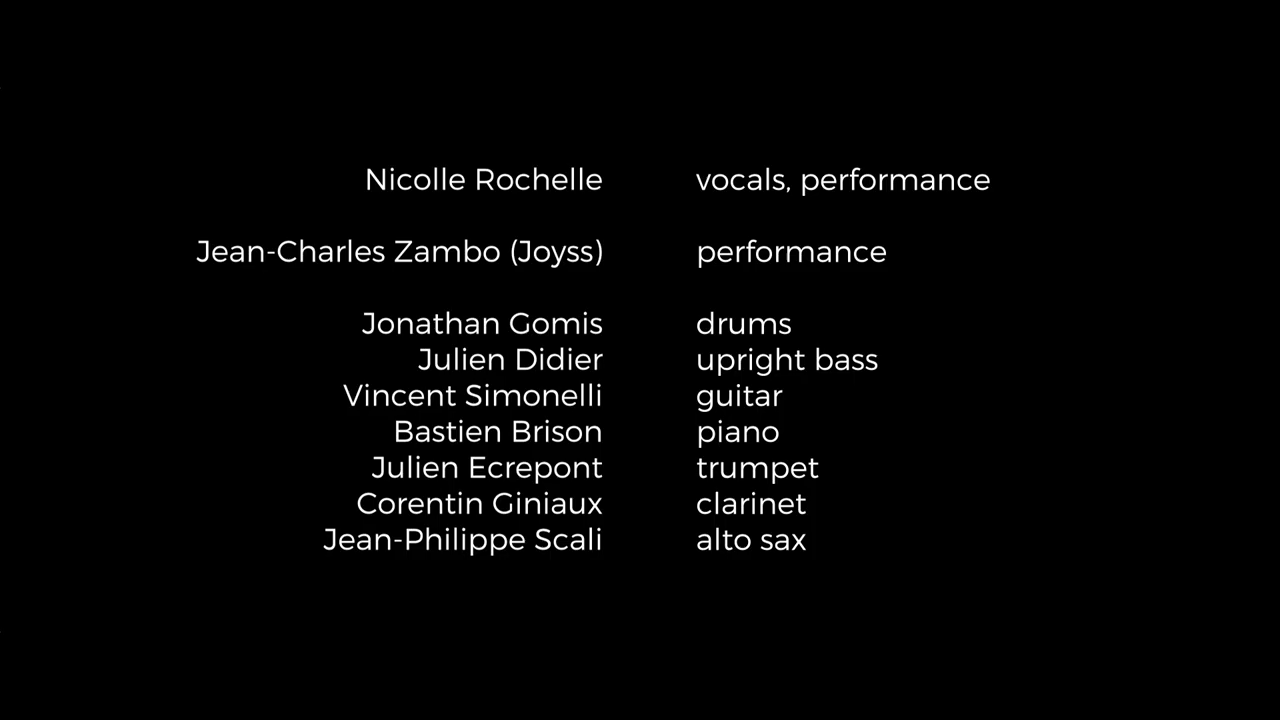 Nicolle Rochelle vocals, performance
Jean-Charles Zambo (Joyss) performance
Jonathan Gomis drums
Julien Didier upright bass
Vincent Simonelli guitar
Bastien Brison piano
Julien Ecrepont trumpet
Corentin Giniaux clarinet
Jean-Philippe Scali alto sax